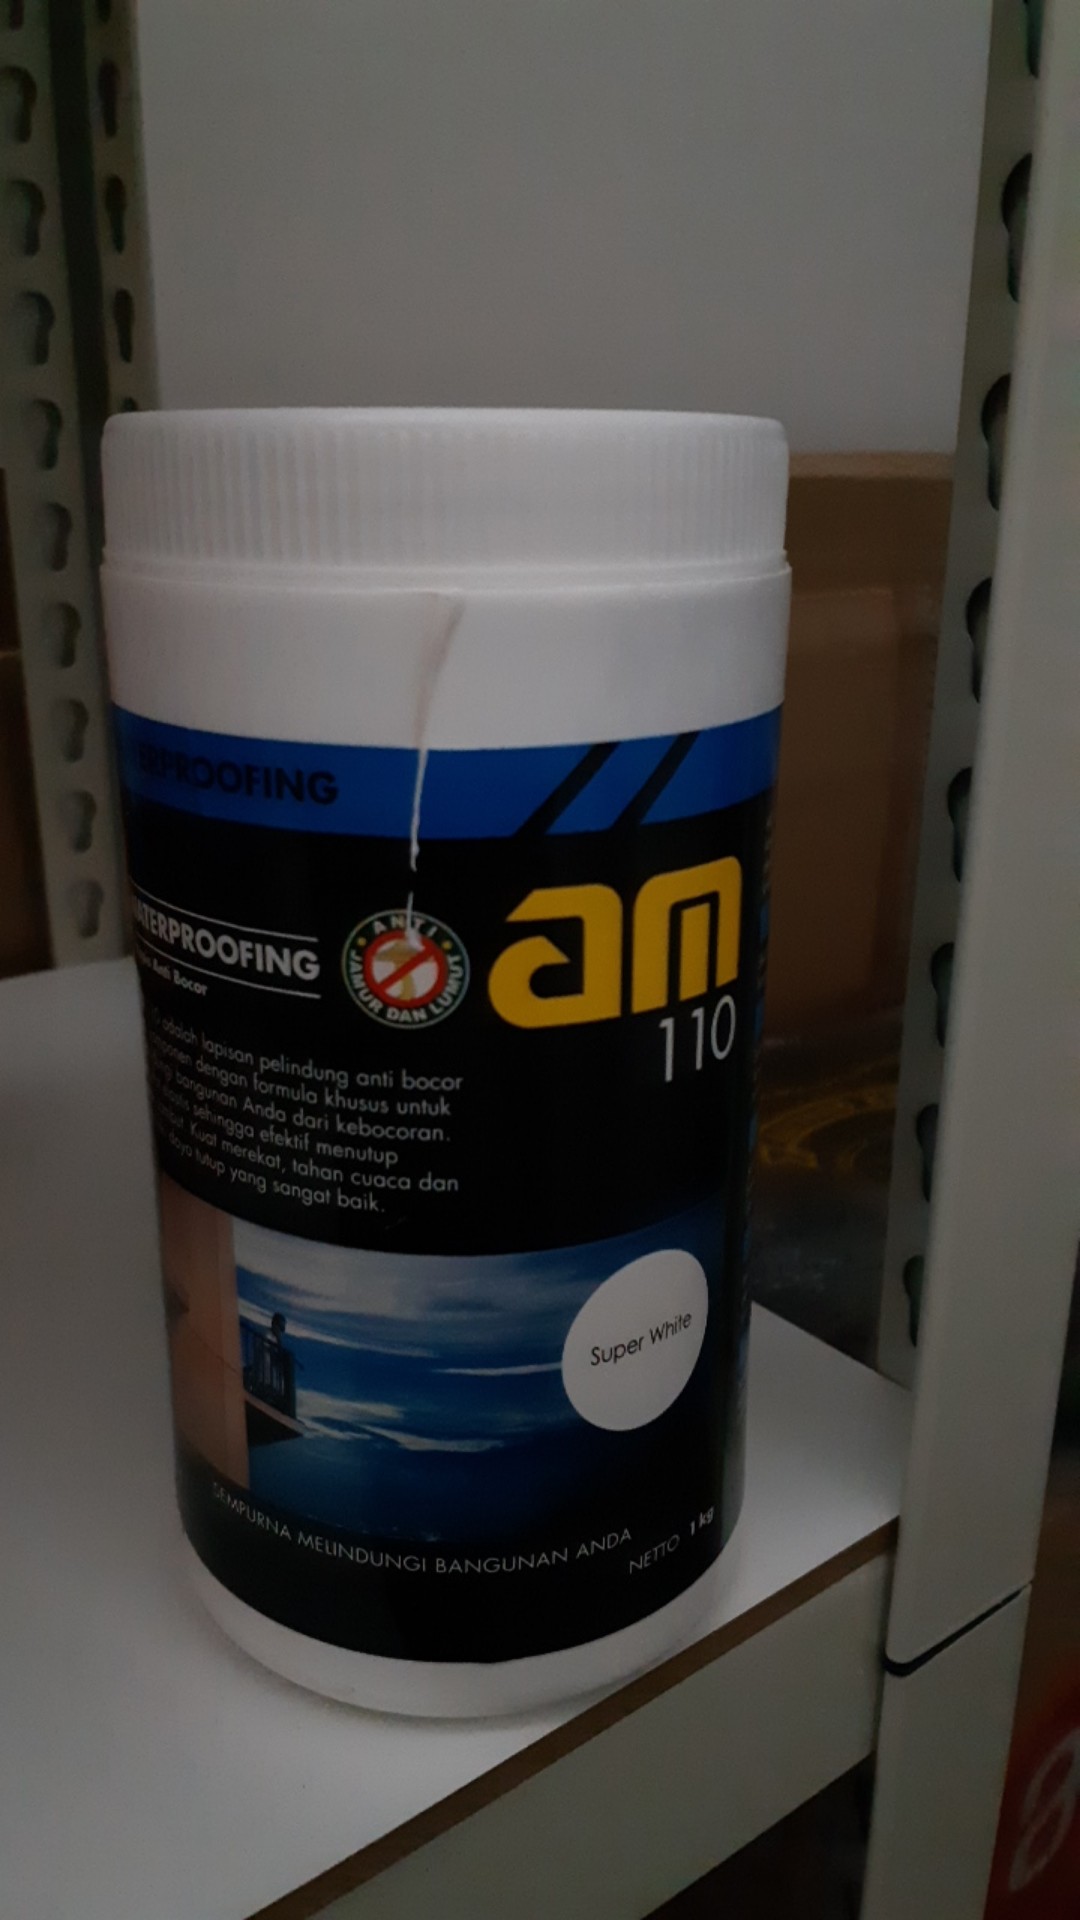 ERPROOFING
ATERPROOFING
Anti Bocor
ANTI
JAMUR DAN LUMUT
am
110
adalah lapisan pelindung anti bocor
dengan formula khusus untuk
bangunan Anda dari kebocoran.
sehingga efektif menutup
Kuat merekat, tahan cuaca dan
daya tutup yang sangat baik.
Super White
SEMPURNA MELINDUNGI BANGUNAN ANDA
NETTO 1 kg